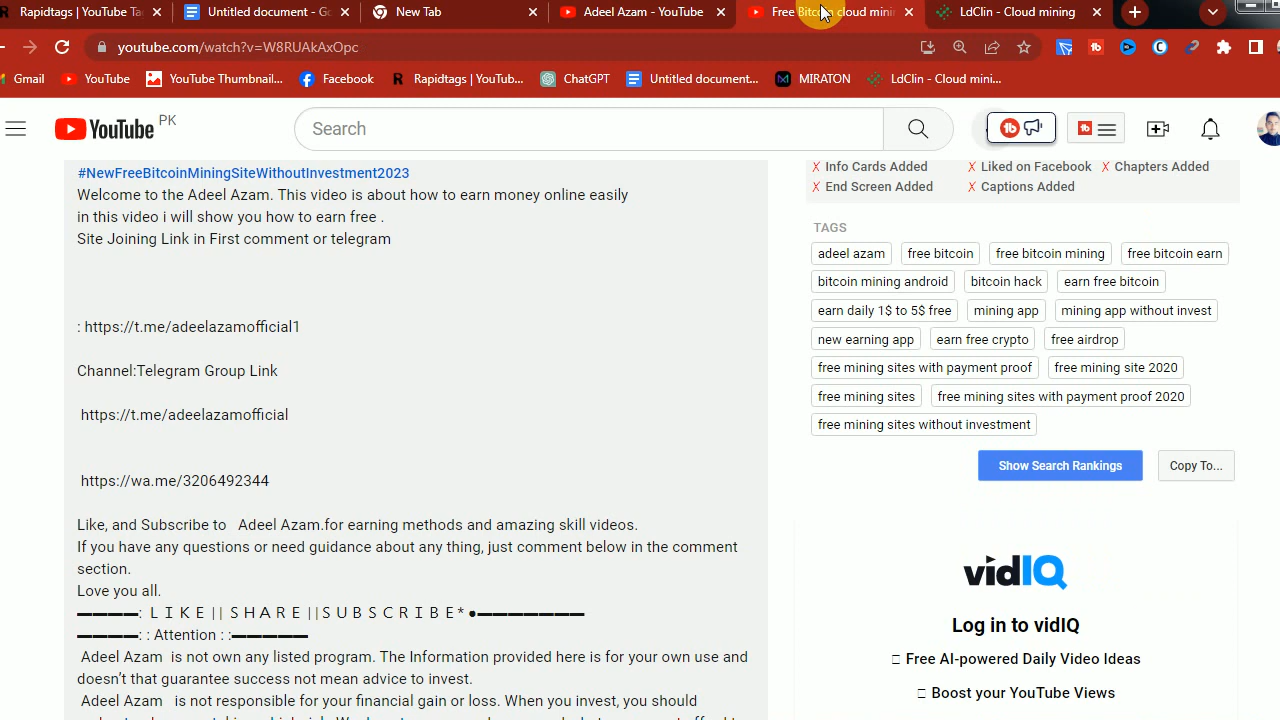 Rapidtags | YouTube Ta
Untitled document - Go
New Tab
Adeel Azam - YouTube
Free Bitcoin cloud mini
LdClin - Cloud mining
youtube.com/watch?v=W8RUAkAxOpc
Gmail
YouTube
YouTube Thumbnail...
Facebook
Rapidtags | YouTub...
ChatGPT
Untitled document...
MIRATON
LdClin - Cloud mini...
YouTube PK
Search
#NewFreeBitcoinMiningSiteWithoutInvestment2023
Welcome to the Adeel Azam. This video is about how to earn money online easily
in this video i will show you how to earn free .
Site Joining Link in First comment or telegram
: https://t.me/adeelazamofficial1
Channel:Telegram Group Link
https://t.me/adeelazamofficial
https://wa.me/3206492344
Like, and Subscribe to Adeel Azam.for earning methods and amazing skill videos.
If you have any questions or need guidance about any thing, just comment below in the comment
section.
Love you all.
▬▬▬▬: L I K E || S H A R E || S U B S C R I B E * ●▬▬▬▬▬▬▬
▬▬▬▬: : Attention : :▬▬▬▬▬
Adeel Azam is not own any listed program. The Information provided here is for your own use and
doesn't that guarantee success not mean advice to invest.
Adeel Azam is not responsible for your financial gain or loss. When you invest, you should
✗ Info Cards Added
✗ Liked on Facebook
✗ Chapters Added
✗ End Screen Added
✗ Captions Added
TAGS
adeel azam
free bitcoin
free bitcoin mining
free bitcoin earn
bitcoin mining android
bitcoin hack
earn free bitcoin
earn daily 1$ to 5$ free
mining app
mining app without invest
new earning app
earn free crypto
free airdrop
free mining sites with payment proof
free mining site 2020
free mining sites
free mining sites with payment proof 2020
free mining sites without investment
Show Search Rankings
Copy To...
vidIQ
Log in to vidIQ
Free AI-powered Daily Video Ideas
Boost your YouTube Views